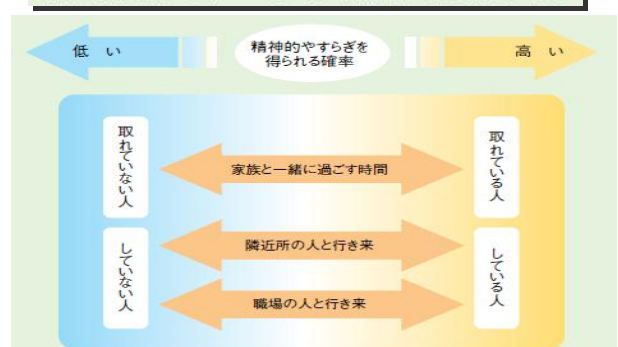 低い
精神的やすらぎを
得られる確率
高い
取れていない人
家族と一緒に過ごす時間
取れている人
していない人
隣近所の人と行き来
職場の人と行き来
している人